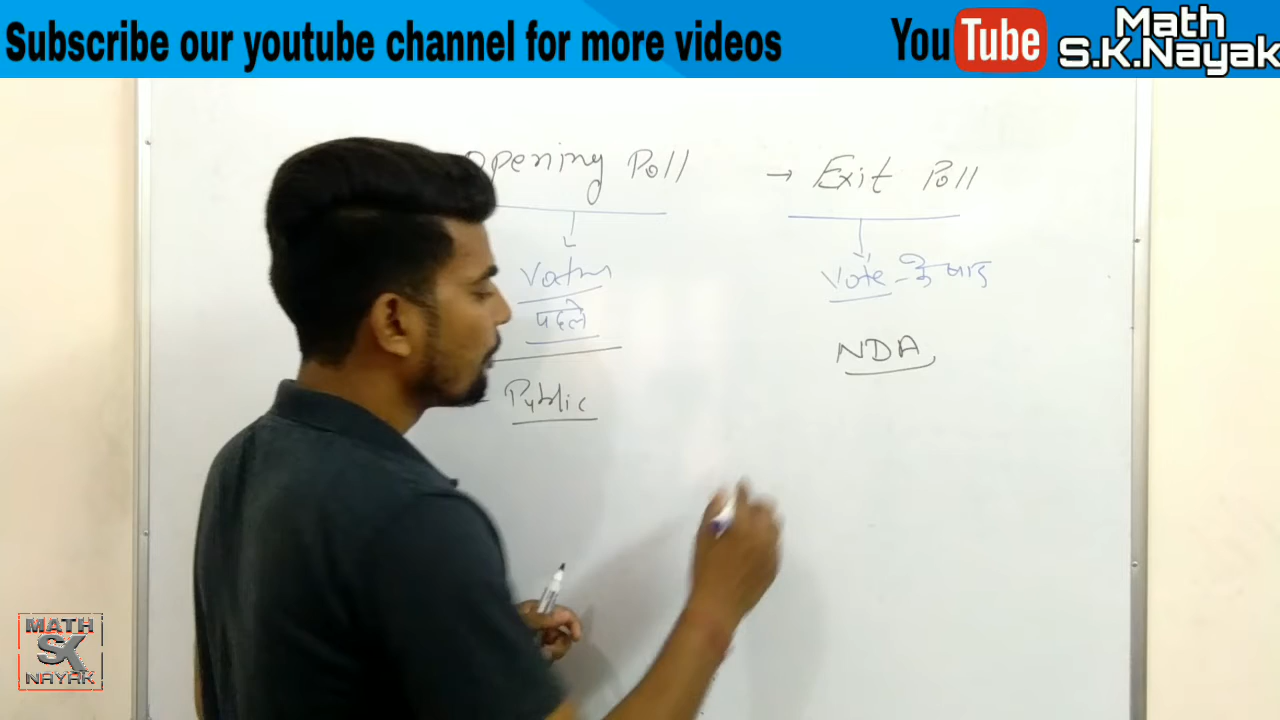 Subscribe our youtube channel for more videos
YouTube
Math
S.K.Nayak
Opening Poll
→ Exit Poll
पहले
Vote - के बाद
NDA
Public
MATH
SK
NAYAK